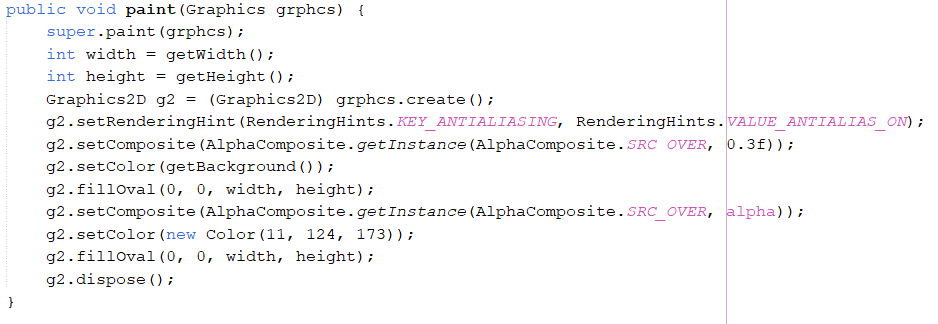 public void paint(Graphics grphcs) {
    super.paint(grphcs);
    int width = getWidth();
    int height = getHeight();
    Graphics2D g2 = (Graphics2D) grphcs.create();
    g2.setRenderingHint(RenderingHints.KEY_ANTIALIASING, RenderingHints.VALUE_ANTIALIAS_ON);
    g2.setComposite(AlphaComposite.getInstance(AlphaComposite.SRC_OVER, 0.3f));
    g2.setColor(getBackground());
    g2.fillOval(0, 0, width, height);
    g2.setComposite(AlphaComposite.getInstance(AlphaComposite.SRC_OVER, alpha));
    g2.setColor(new Color(11, 124, 173));
    g2.fillOval(0, 0, width, height);
    g2.dispose();
}